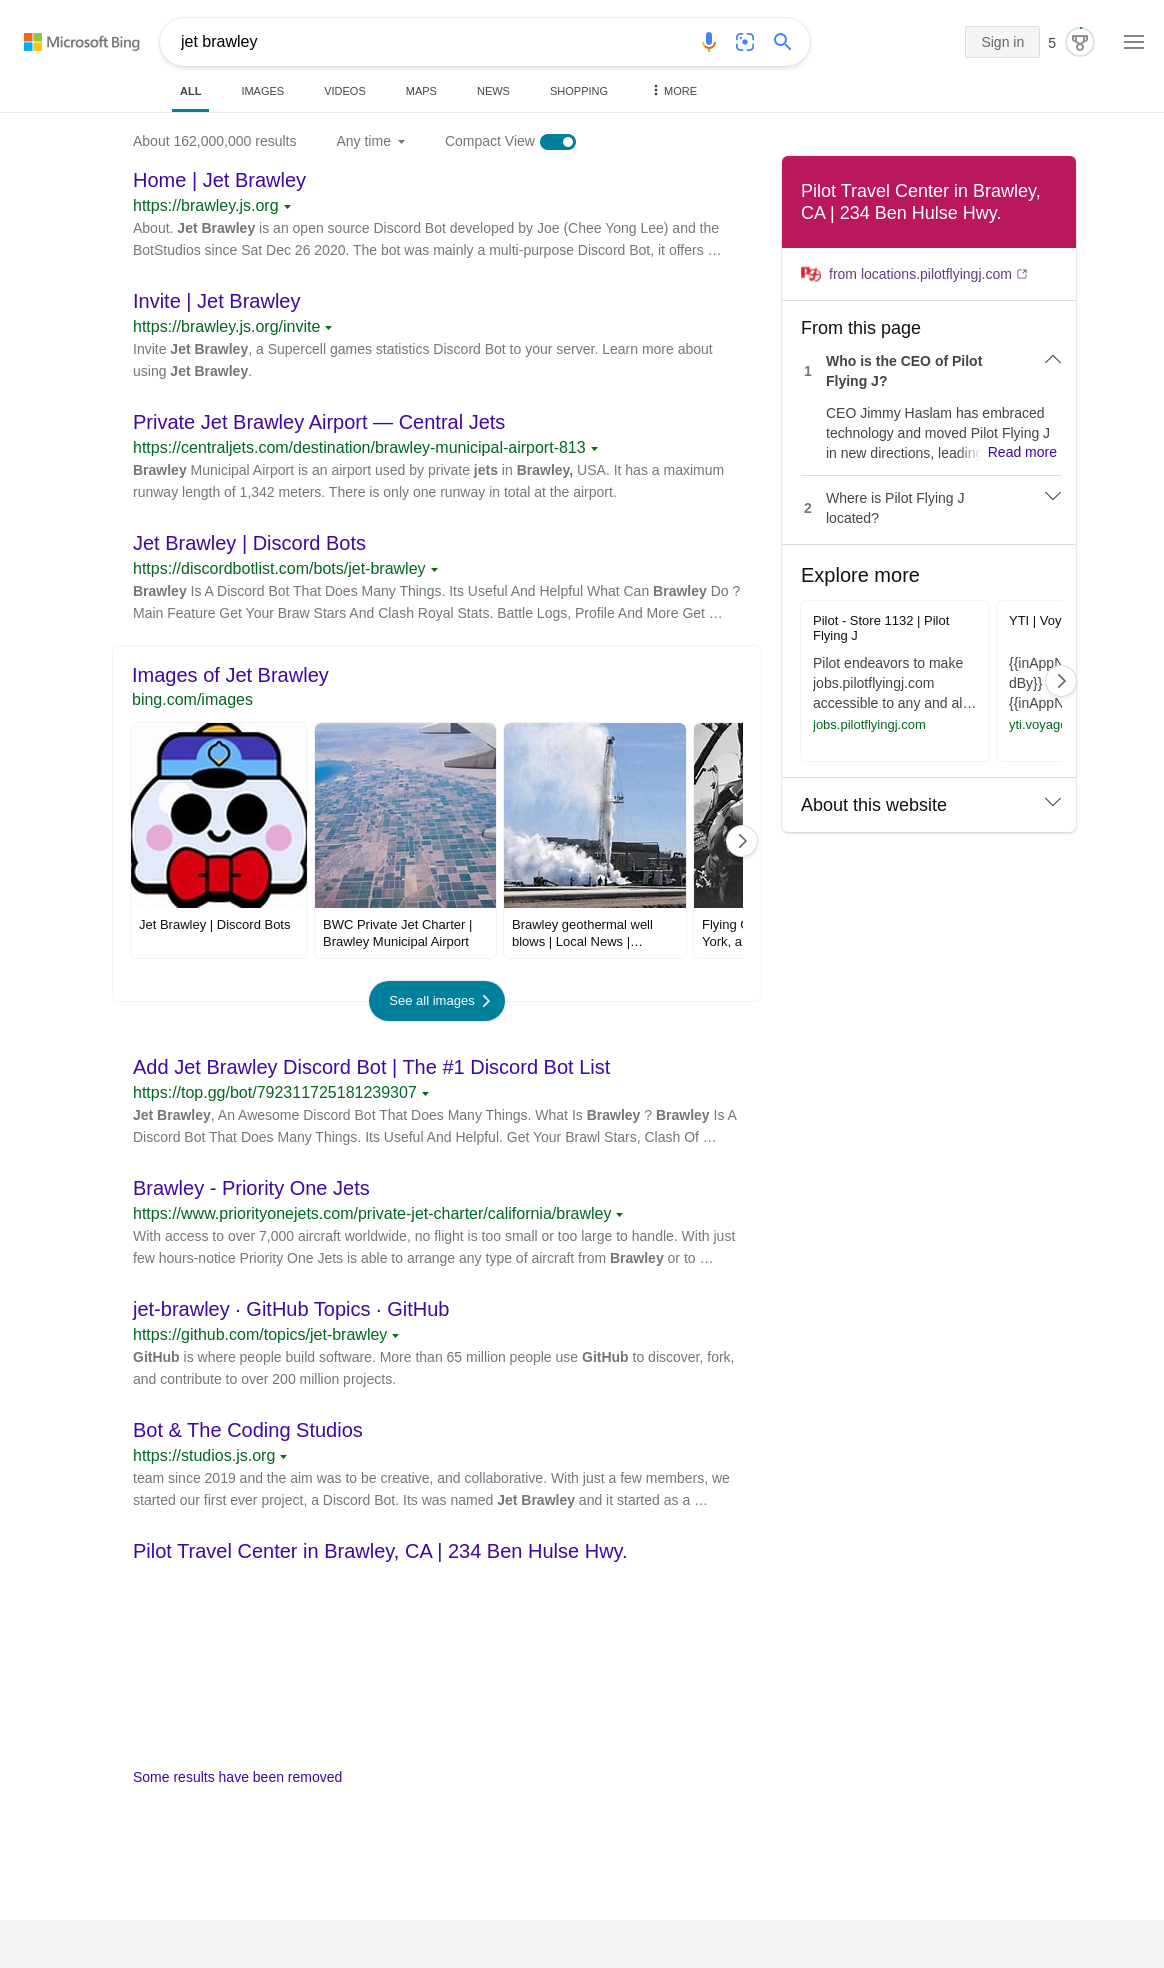 Microsoft Bing
jet brawley
Sign in
5
ALL
IMAGES
VIDEOS
MAPS
NEWS
SHOPPING
MORE
About 162,000,000 results
Any time
Compact View
Home | Jet Brawley
https://brawley.js.org
About. Jet Brawley is an open source Discord Bot developed by Joe (Chee Yong Lee) and the
BotStudios since Sat Dec 26 2020. The bot was mainly a multi-purpose Discord Bot, it offers …
Invite | Jet Brawley
https://brawley.js.org/invite
Invite Jet Brawley, a Supercell games statistics Discord Bot to your server. Learn more about
using Jet Brawley.
Private Jet Brawley Airport — Central Jets
https://centraljets.com/destination/brawley-municipal-airport-813
Brawley Municipal Airport is an airport used by private jets in Brawley, USA. It has a maximum
runway length of 1,342 meters. There is only one runway in total at the airport.
Jet Brawley | Discord Bots
https://discordbotlist.com/bots/jet-brawley
Brawley Is A Discord Bot That Does Many Things. Its Useful And Helpful What Can Brawley Do ?
Main Feature Get Your Braw Stars And Clash Royal Stats. Battle Logs, Profile And More Get …
Images of Jet Brawley
bing.com/images
Jet Brawley | Discord Bots
BWC Private Jet Charter |
Brawley Municipal Airport
Brawley geothermal well
blows | Local News |…
Flying
York, a
See all images
Add Jet Brawley Discord Bot | The #1 Discord Bot List
https://top.gg/bot/792311725181239307
Jet Brawley, An Awesome Discord Bot That Does Many Things. What Is Brawley ? Brawley Is A
Discord Bot That Does Many Things. Its Useful And Helpful. Get Your Brawl Stars, Clash Of …
Brawley - Priority One Jets
https://www.priorityonejets.com/private-jet-charter/california/brawley
With access to over 7,000 aircraft worldwide, no flight is too small or too large to handle. With just
few hours-notice Priority One Jets is able to arrange any type of aircraft from Brawley or to …
jet-brawley · GitHub Topics · GitHub
https://github.com/topics/jet-brawley
GitHub is where people build software. More than 65 million people use GitHub to discover, fork,
and contribute to over 200 million projects.
Bot & The Coding Studios
https://studios.js.org
team since 2019 and the aim was to be creative, and collaborative. With just a few members, we
started our first ever project, a Discord Bot. Its was named Jet Brawley and it started as a …
Pilot Travel Center in Brawley, CA | 234 Ben Hulse Hwy.
Some results have been removed
Pilot Travel Center in Brawley,
CA | 234 Ben Hulse Hwy.
from locations.pilotflyingj.com
From this page
1
Who is the CEO of Pilot
Flying J?
CEO Jimmy Haslam has embraced
technology and moved Pilot Flying J
in new directions, leading Read more
2
Where is Pilot Flying J
located?
Explore more
Pilot - Store 1132 | Pilot
Flying J
Pilot endeavors to make
jobs.pilotflyingj.com
accessible to any and al…
jobs.pilotflyingj.com
YTI | Voy
{{inAppN
dBy}}
{{inAppN
yti.voyage
About this website